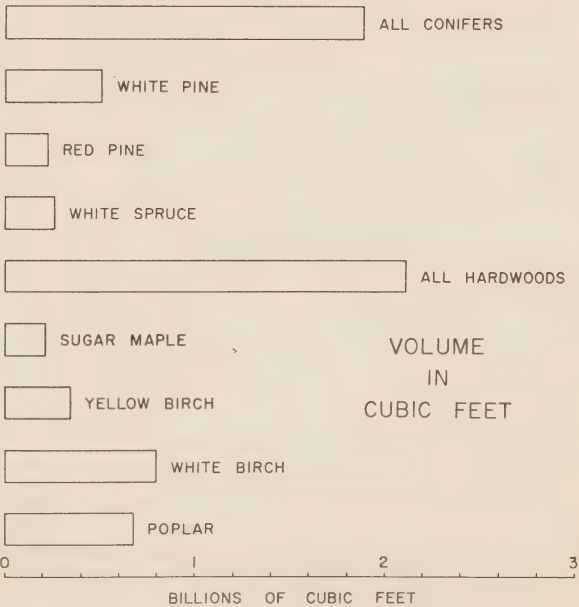 ALL CONIFERS
WHITE PINE
RED PINE
WHITE SPRUCE
ALL HARDWOODS
SUGAR MAPLE
VOLUME
IN
CUBIC FEET
YELLOW BIRCH
WHITE BIRCH
POPLAR
0 1 2 3
BILLIONS OF CUBIC FEET